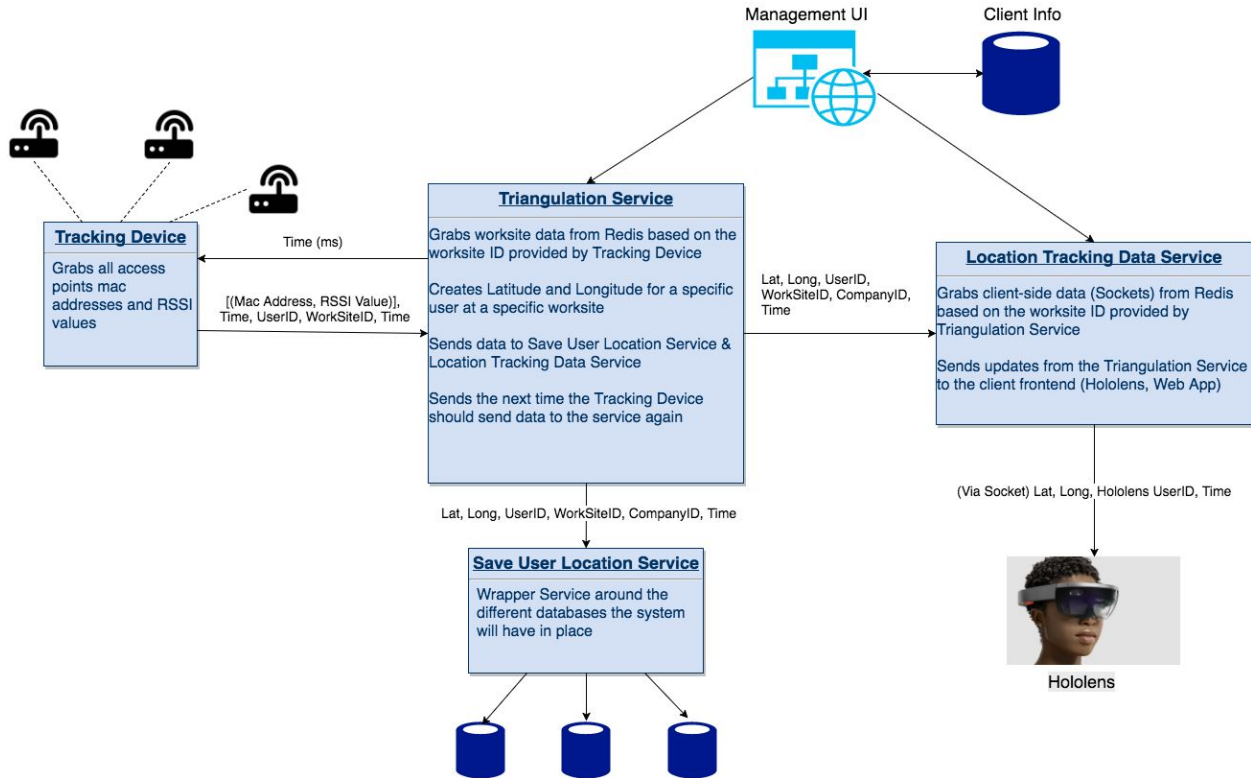 Management UI
Client Info
Triangulation Service
Grabs worksite data from Redis based on the
worksite ID provided by Tracking Device
Creates Latitude and Longitude for a specific
user at a specific worksite
Sends data to Save User Location Service &
Location Tracking Data Service
Sends the next time the Tracking Device
should send data to the service again
Tracking Device
Grabs all access
points mac
addresses and RSSI
values
Time (ms)
[(Mac Address, RSSI Value)],
Time, UserID, WorkSiteID, Time
Lat, Long, UserID,
WorkSiteID, CompanyID,
Time
Location Tracking Data Service
Grabs client-side data (Sockets) from Redis
based on the worksite ID provided by
Triangulation Service
Sends updates from the Triangulation Service
to the client frontend (Hololens, Web App)
Lat, Long, UserID, WorkSiteID, CompanyID, Time
(Via Socket) Lat, Long, Hololens UserID, Time
Save User Location Service
Wrapper Service around the
different databases the system
will have in place
Hololens